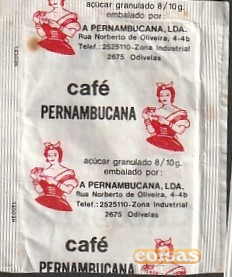 açúcar granulado 8/10g.
embalado por:
A PERNAMBUCANA, LDA.
Rua Norberto de Oliveira, 4-4b
Telef.: 2525110-Zona Industrial
2675 Odivelas
café
PERNAMBUCANA
açúcar granulado 8/10g.
embalado por:
A PERNAMBUCANA, LDA.
Rua Norberto de Oliveira, 4-4b
Telef.: 2525110-Zona Industrial
2675 Odivelas
café
PERNAMBUCANA
coisas